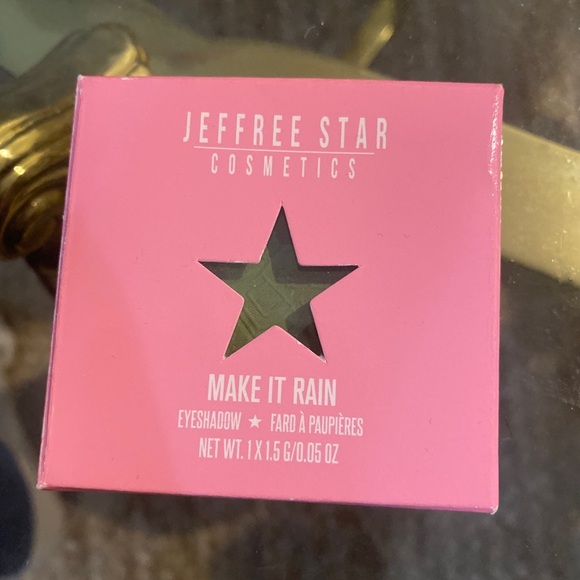 JEFFREE STAR
COSMETICS
MAKE IT RAIN
EYESHADOW ★ FARD À PAUPIÈRES
NET WT. 1 X 1.5 G/0.05 OZ